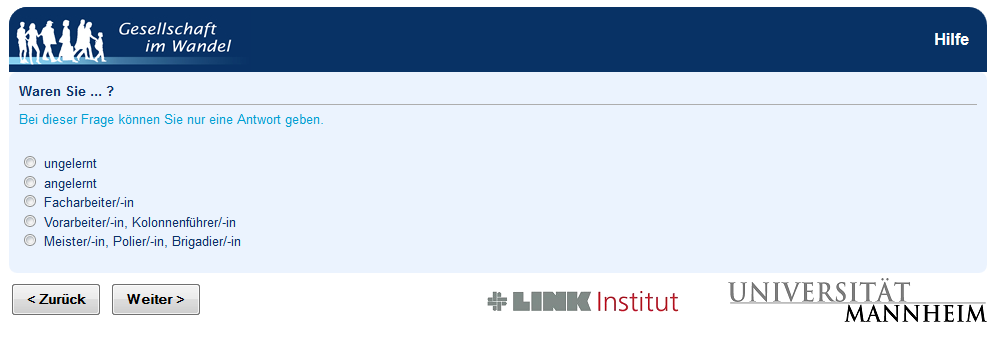 Gesellschaft
im Wandel
Hilfe
Waren Sie ... ?
Bei dieser Frage können Sie nur eine Antwort geben.
ungelernt
angelernt
Facharbeiter/-in
Vorarbeiter/-in, Kolonnenführer/-in
Meister/-in, Polier/-in, Brigadier/-in
< Zurück
Weiter >
LINK Institut
UNIVERSITÄT
MANNHEIM